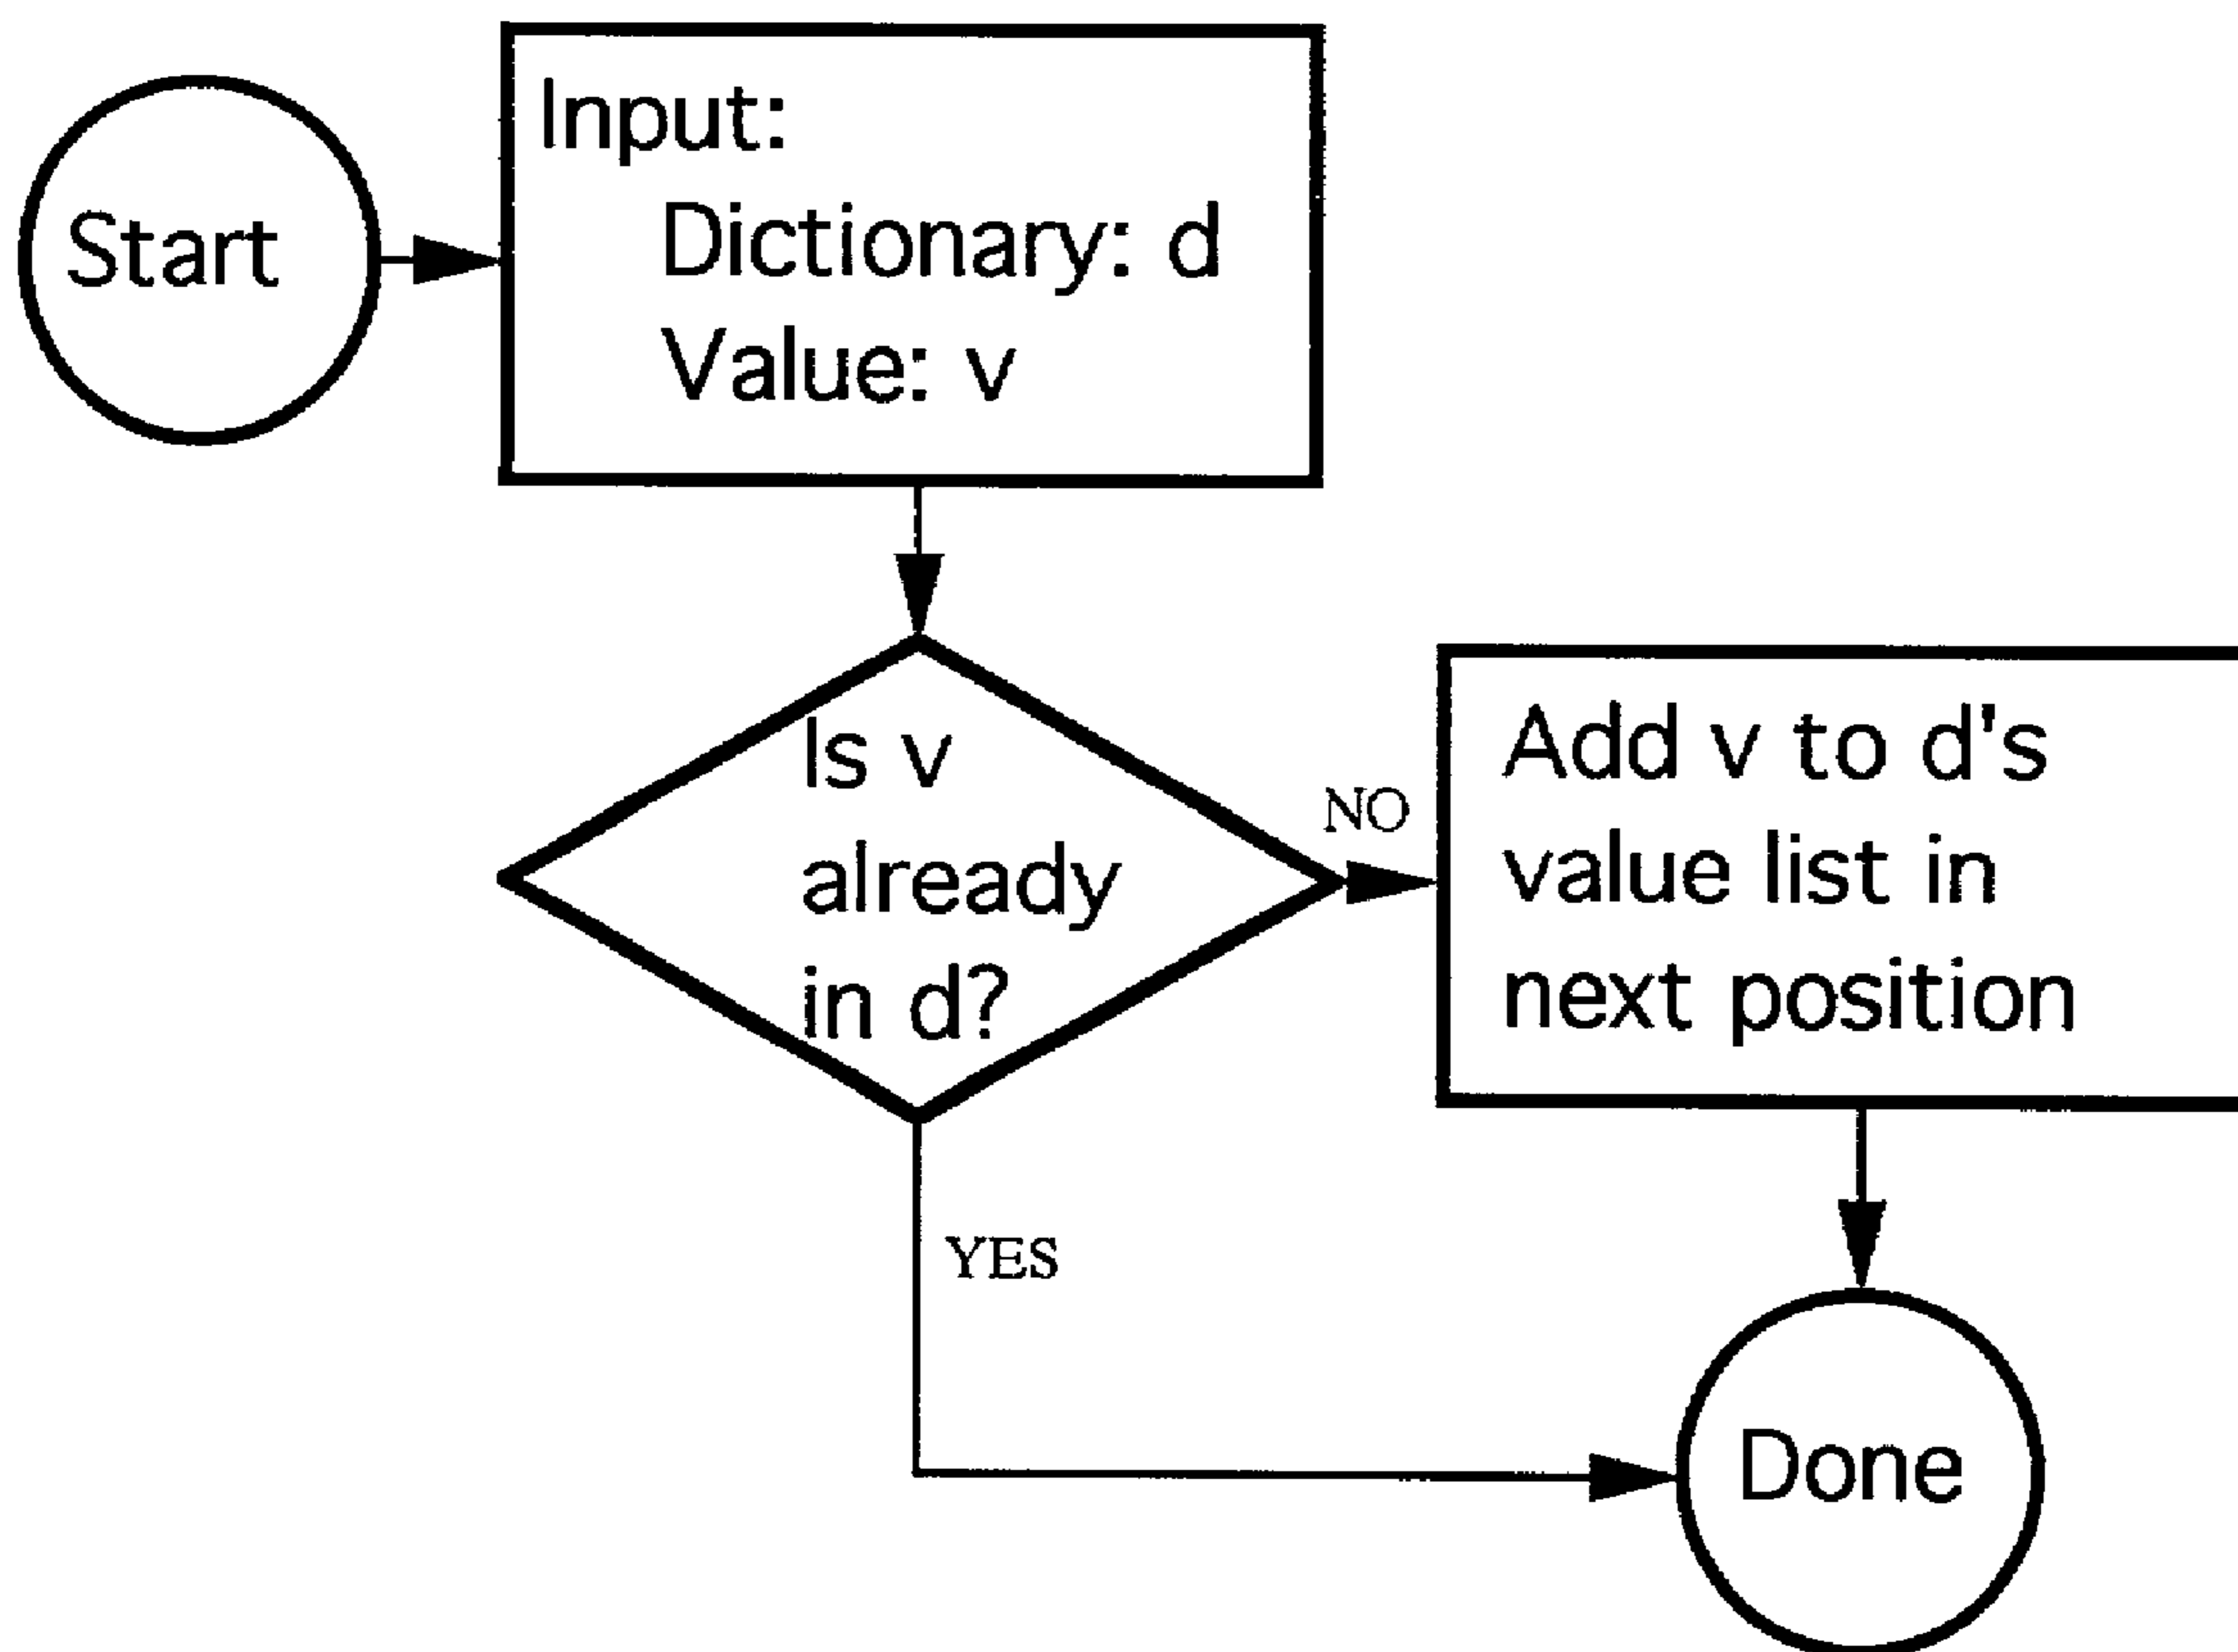 Start
Input:
Dictionary: d
Value: v
Is v
already
in d?
NO
Add v to d's
value list in
next position
YES
Done